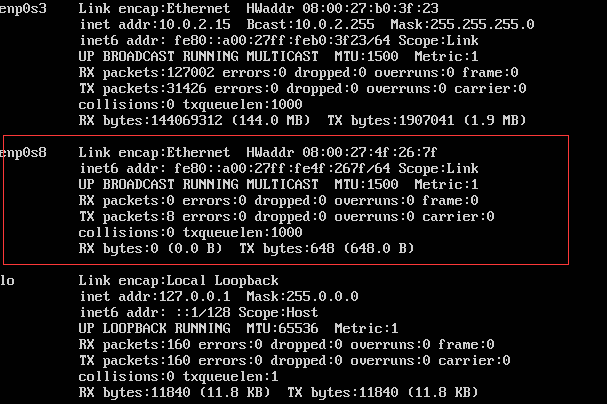 enp0s3 Link encap:Ethernet HWaddr 08:00:27:b0:3f:23
inet addr:10.0.2.15 Bcast:10.0.2.255 Mask:255.255.255.0
inet6 addr: fe80::a00:27ff:feb0:3f23/64 Scope:Link
UP BROADCAST RUNNING MULTICAST MTU:1500 Metric:1
RX packets:127002 errors:0 dropped:0 overruns:0 frame:0
TX packets:31426 errors:0 dropped:0 overruns:0 carrier:0
collisions:0 txqueuelen:1000
RX bytes:144069312 (144.0 MB) TX bytes:1907041 (1.9 MB)
enp0s8 Link encap:Ethernet HWaddr 08:00:27:4f:26:7f
inet6 addr: fe80::a00:27ff:fe4f:267f/64 Scope:Link
UP BROADCAST RUNNING MULTICAST MTU:1500 Metric:1
RX packets:0 errors:0 dropped:0 overruns:0 frame:0
TX packets:8 errors:0 dropped:0 overruns:0 carrier:0
collisions:0 txqueuelen:1000
RX bytes:0 (0.0 B) TX bytes:648 (648.0 B)
lo Link encap:Local Loopback
inet addr:127.0.0.1 Mask:255.0.0.0
inet6 addr: ::1/128 Scope:Host
UP LOOPBACK RUNNING MTU:65536 Metric:1
RX packets:160 errors:0 dropped:0 overruns:0 frame:0
TX packets:160 errors:0 dropped:0 overruns:0 carrier:0
collisions:0 txqueuelen:1
RX bytes:11840 (11.8 KB) TX bytes:11840 (11.8 KB)